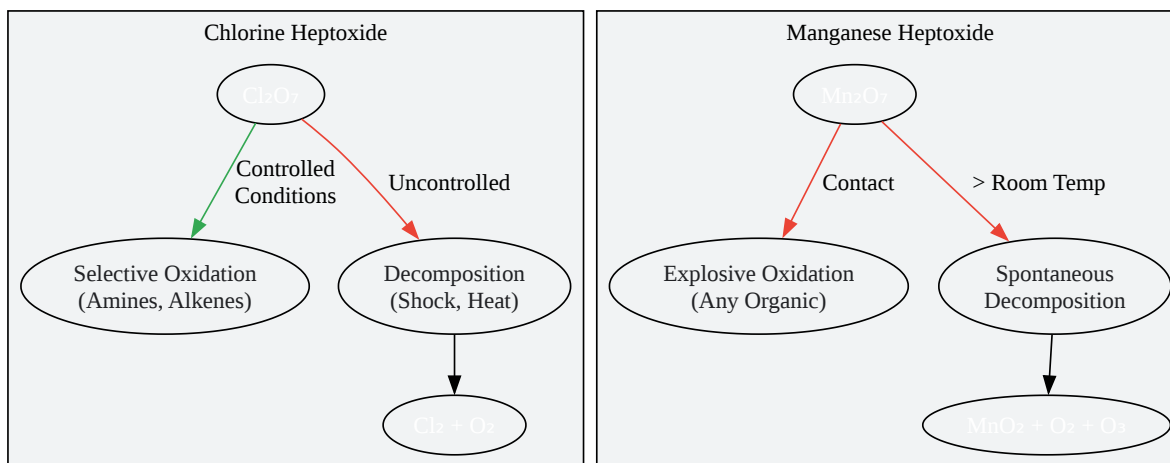 Chlorine Heptoxide
Cl₂O₇
Controlled
Conditions
Uncontrolled
Selective Oxidation
(Amines, Alkenes)
Decomposition
(Shock, Heat)
Cl₂ + O₂
Manganese Heptoxide
Mn₂O₇
Contact
> Room Temp
Explosive Oxidation
(Any Organic)
Spontaneous
Decomposition
MnO₂ + O₂ + O₃